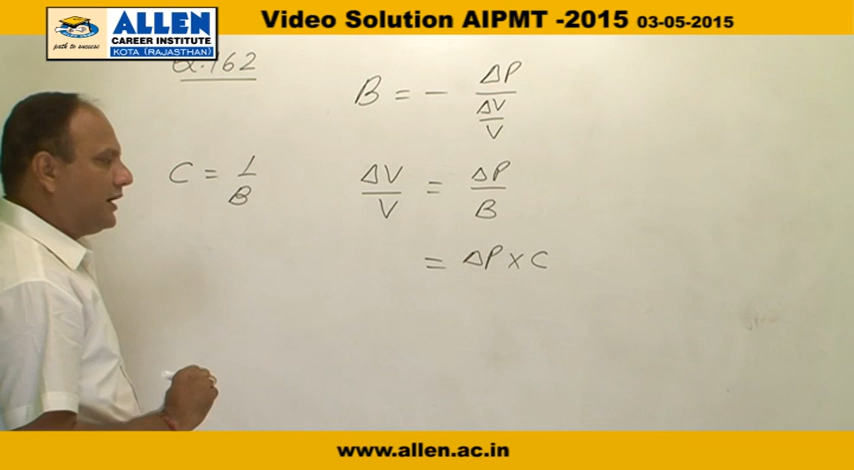 Video Solution AIPMT -2015 03-05-2015
ALLEN
CAREER INSTITUTE
KOTA (RAJASTHAN)
path to success
Q.162
B = - ΔP / (ΔV / V)
C = 1 / B
ΔV / V = ΔP / B
= ΔP × C
www.allen.ac.in